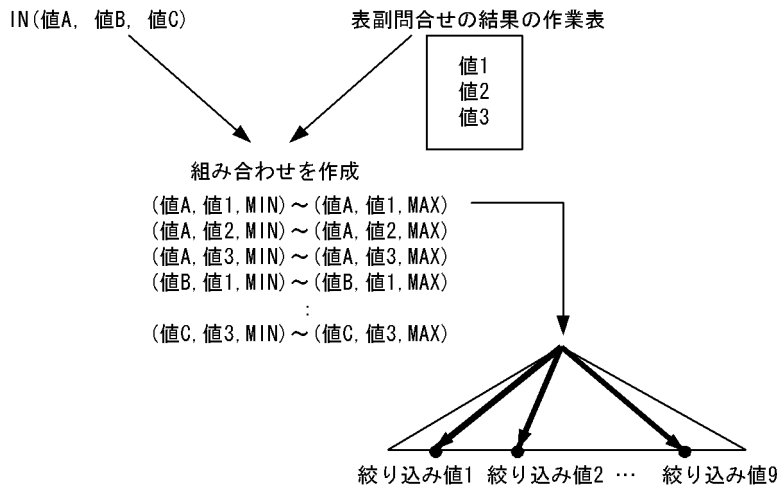 IN(値A, 値B, 値C)
表副問合せの結果の作業表
値1
値2
値3
組み合わせを作成
(値A,値1,MIN)～(値A,値1,MAX)
(値A,値2,MIN)～(値A,値2,MAX)
(値A,値3,MIN)～(値A,値3,MAX)
(値B,値1,MIN)～(値B,値1,MAX)
:
(値C,値3,MIN)～(値C,値3,MAX)
絞り込み値1 絞り込み値2 … 絞り込み値9